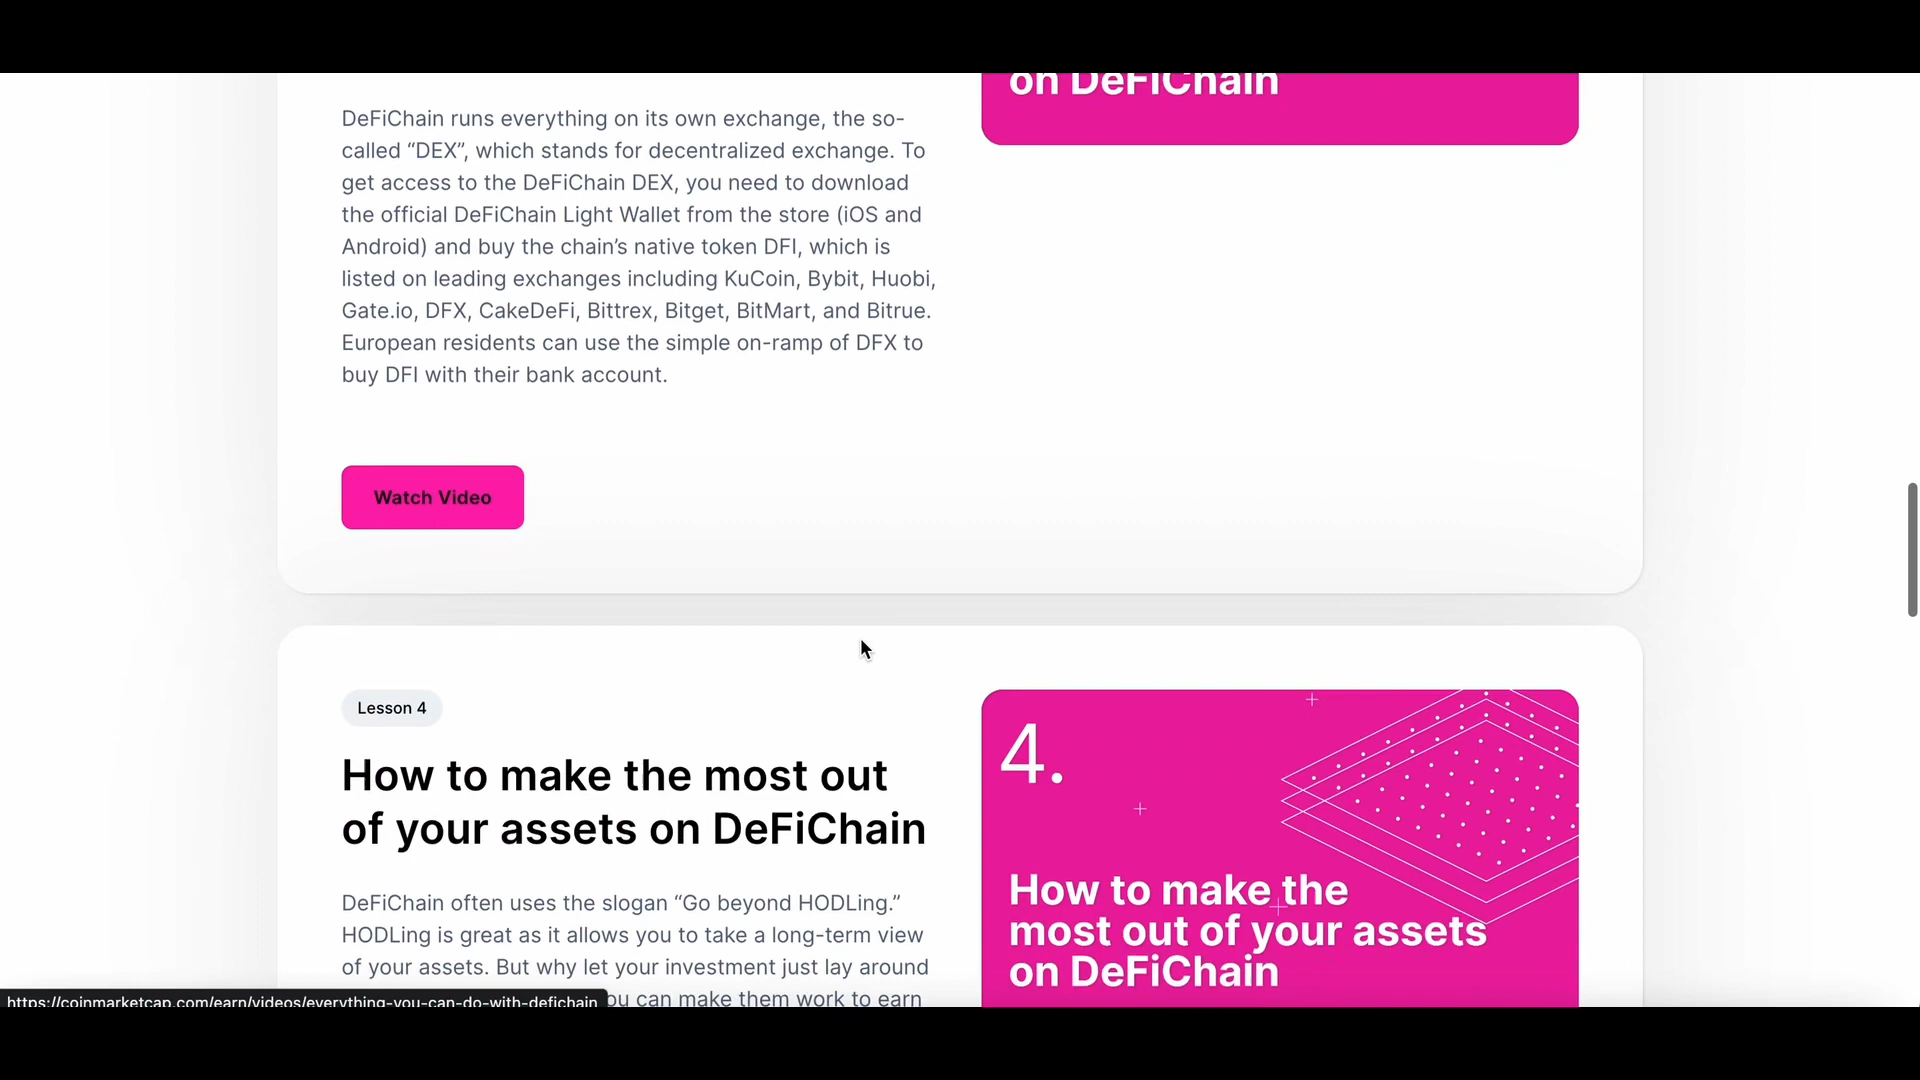 on DeFiChain
DeFiChain runs everything on its own exchange, the so-
called “DEX”, which stands for decentralized exchange. To
get access to the DeFiChain DEX, you need to download
the official DeFiChain Light Wallet from the store (iOS and
Android) and buy the chain’s native token DFI, which is
listed on leading exchanges including KuCoin, Bybit, Huobi,
Gate.io, DFX, CakeDeFi, Bittrex, Bitget, BitMart, and Bitrue.
European residents can use the simple on-ramp of DFX to
buy DFI with their bank account.
Watch Video
Lesson 4
How to make the most out
of your assets on DeFiChain
DeFiChain often uses the slogan “Go beyond HODLing.”
HODLing is great as it allows you to take a long-term view
of your assets. But why let your investment just lay around
can make them work to earn
4.
How to make the
most out of your assets
on DeFiChain
https://coinmarketcap.com/earn/videos/everything-you-can-do-with-defichain